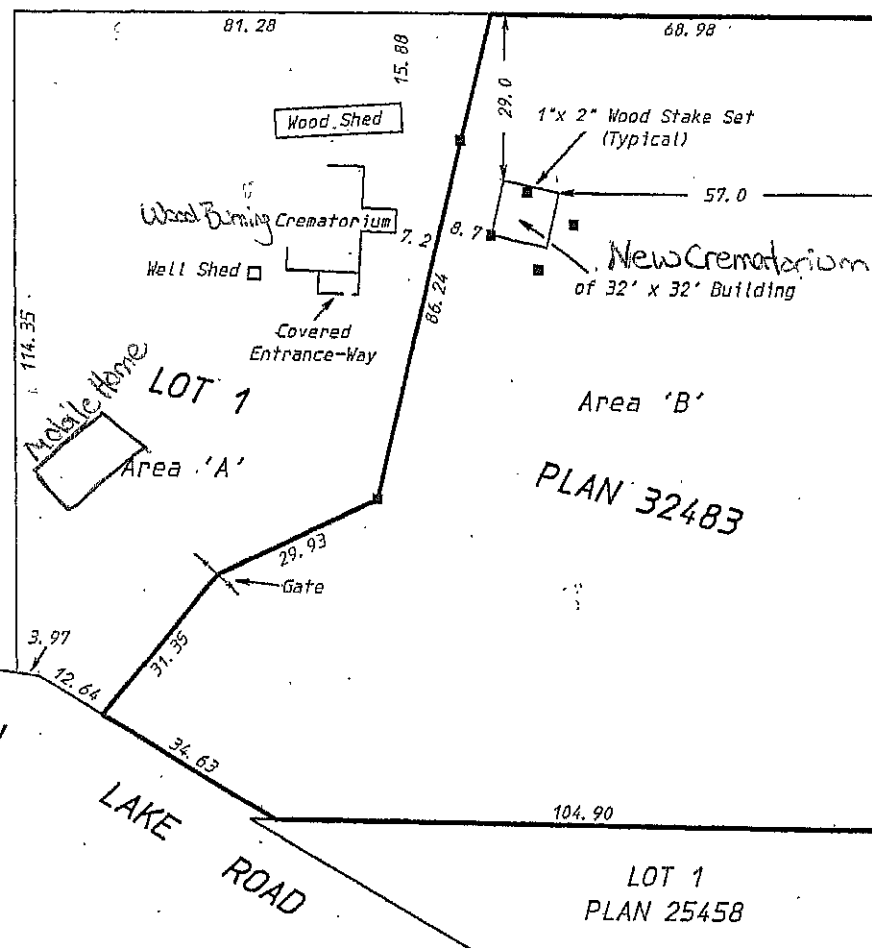 81.28
68.98
15.88
29.0
Wood Shed
1"x 2" Wood Stake Set
(Typical)
57.0
Wood Burning Crematorium
7.2
8.7
New Crematorium
of 32' x 32' Building
Well Shed
86.24
Covered
Entrance-Way
114.35
Mobile Home
LOT 1
Area 'A'
Area 'B'
PLAN 32483
29.93
Gate
31.35
3.97
12.64
34.63
LAKE
ROAD
104.90
LOT 1
PLAN 25458